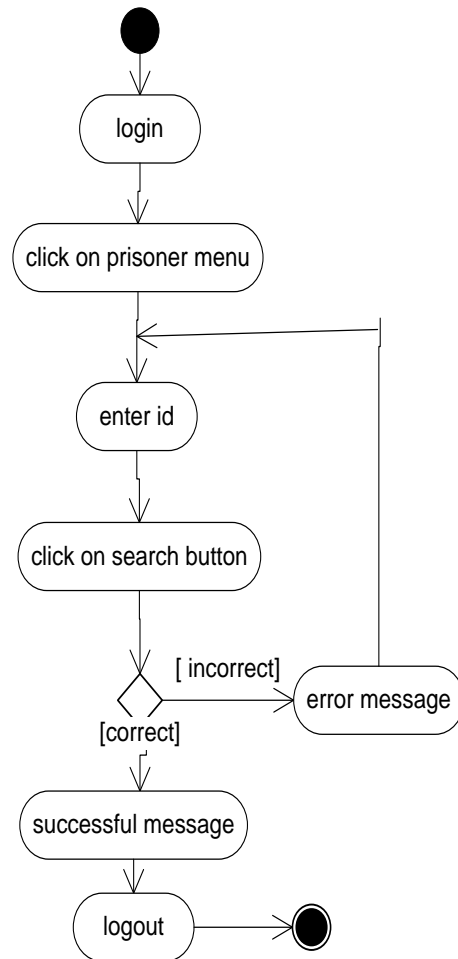 login
click on prisoner menu
enter id
click on search button
[ incorrect]
error message
[correct]
successful message
logout